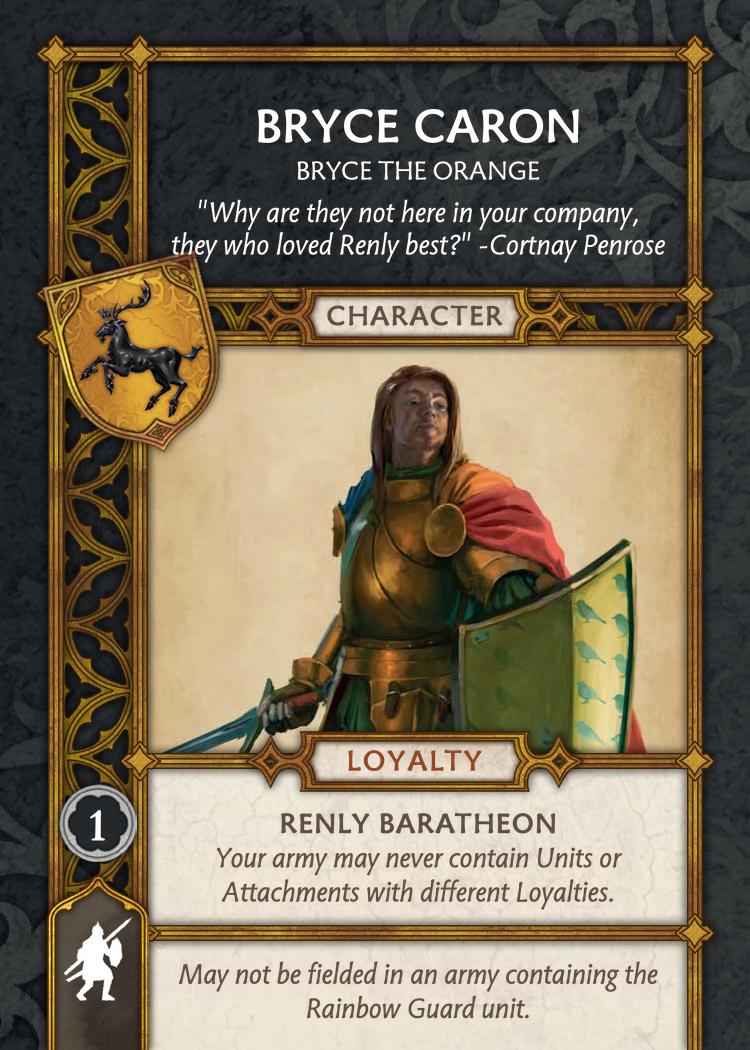 BRYCE CARON
BRYCE THE ORANGE
"Why are they not here in your company,
they who loved Renly best?" -Cortnay Penrose
CHARACTER
LOYALTY
1
RENLY BARATHEON
Your army may never contain Units or
Attachments with different Loyalties.
May not be fielded in an army containing the
Rainbow Guard unit.